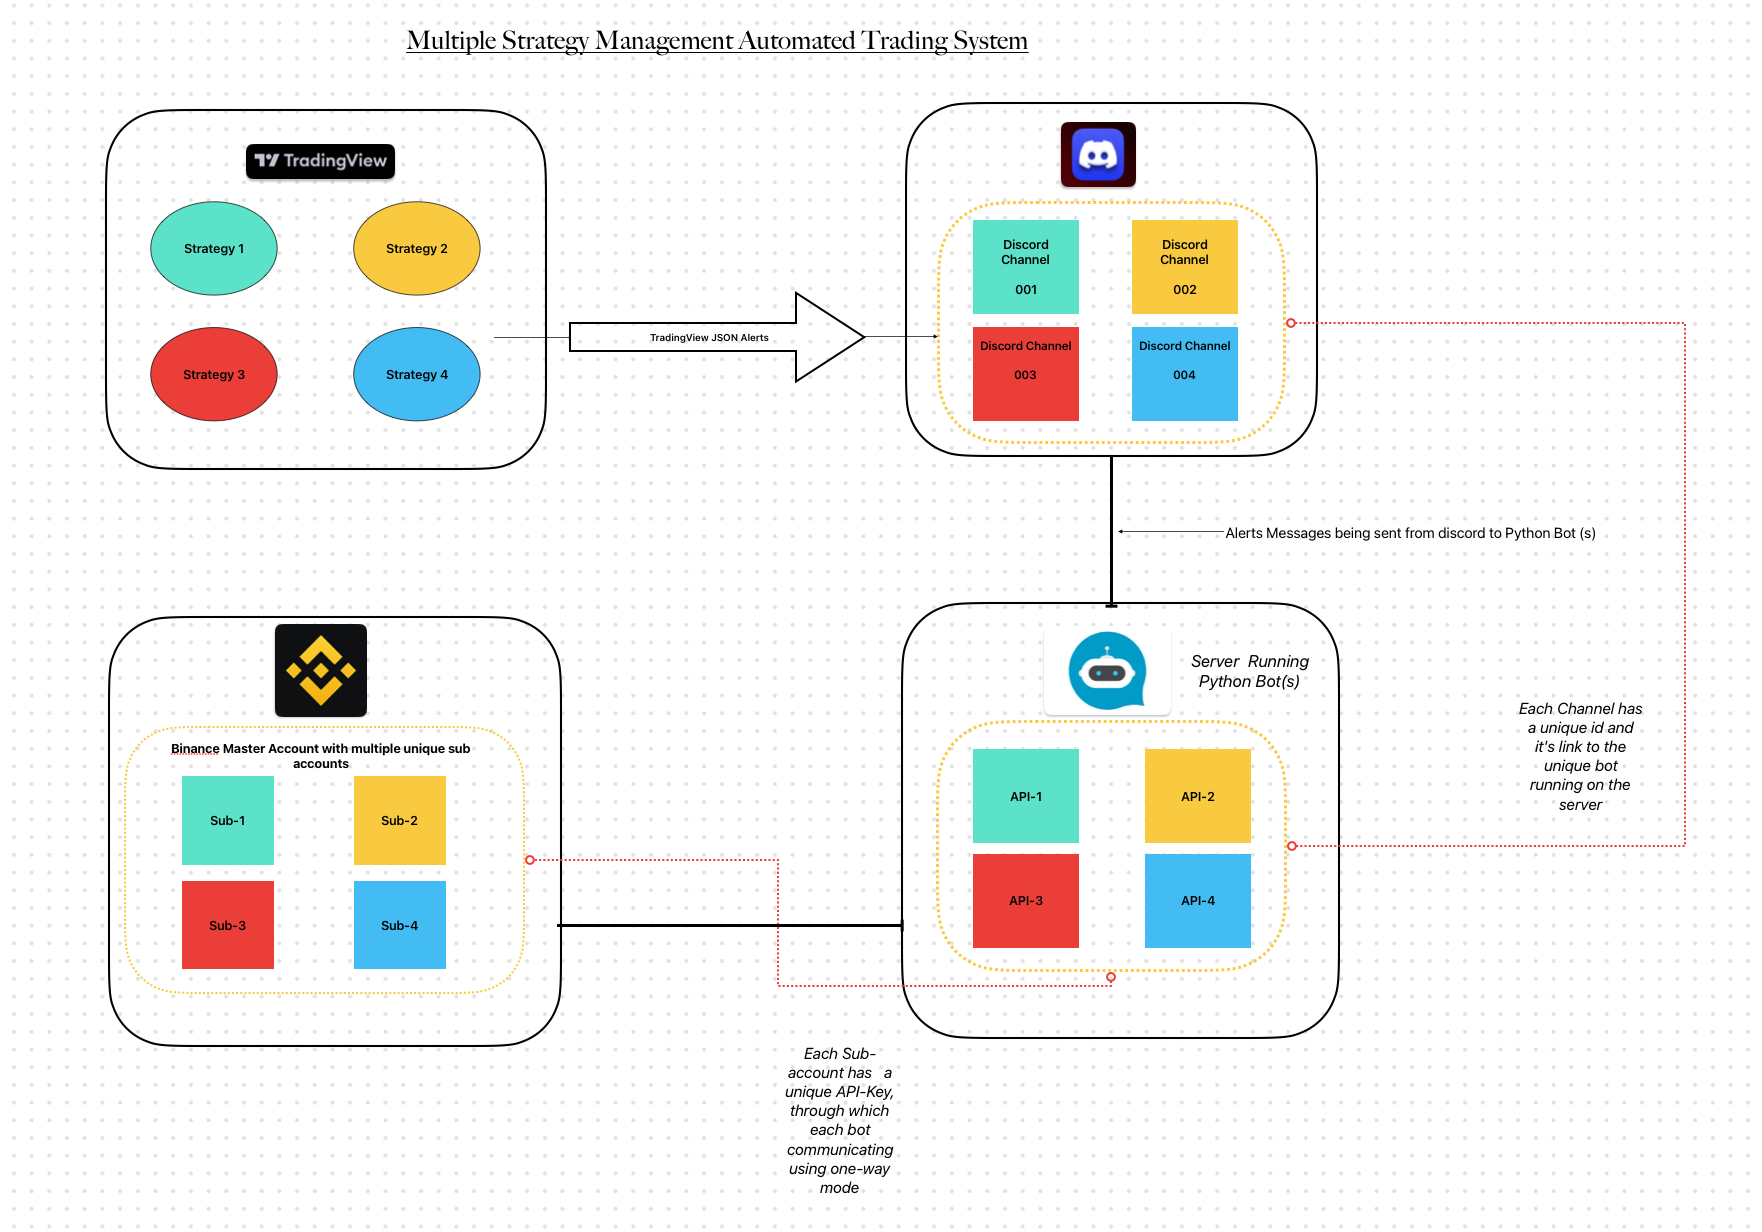 Multiple Strategy Management Automated Trading System
TradingView
Strategy 1
Strategy 2
Strategy 3
Strategy 4
TradingView JSON Alerts
Discord
Channel
001
Discord
Channel
002
Discord Channel
003
Discord Channel
004
Alerts Messages being sent from discord to Python Bot (s)
Server Running
Python Bot(s)
API-1
API-2
API-3
API-4
Each Channel has
a unique id and
it's link to the
unique bot
running on the
server
Binance Master Account with multiple unique sub
accounts
Sub-1
Sub-2
Sub-3
Sub-4
Each Sub-
account has a
unique API-Key,
through which
each bot
communicating
using one-way
mode